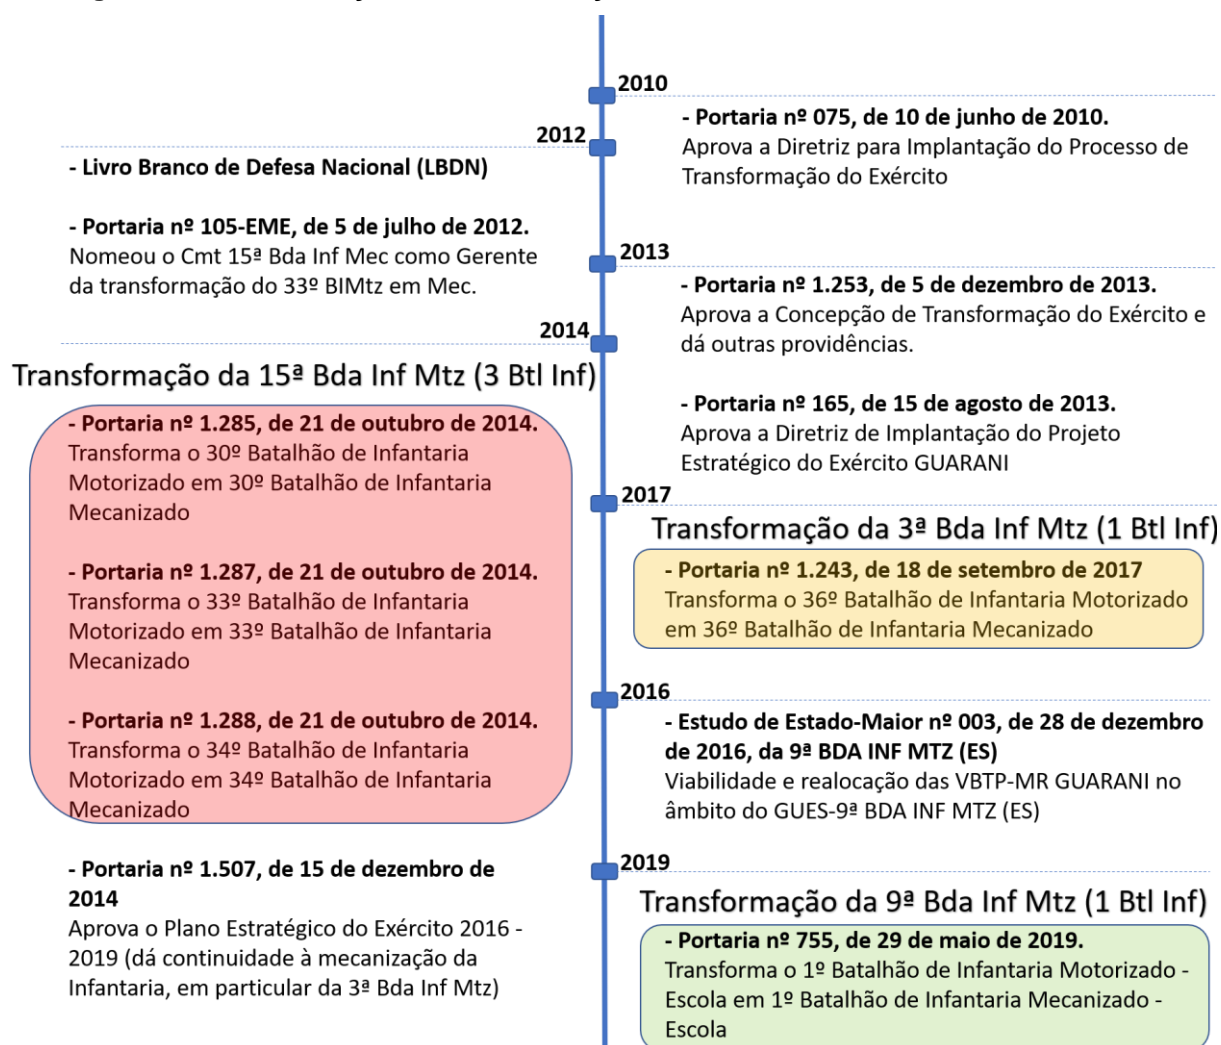 2010
- Portaria nº 075, de 10 de junho de 2010.
Aprova a Diretriz para Implantação do Processo de
Transformação do Exército
2012
- Livro Branco de Defesa Nacional (LBDN)
- Portaria nº 105-EME, de 5 de julho de 2012.
Nomeou o Cmt 15ª Bda Inf Mec como Gerente
da transformação do 33º BIMtz em Mec.
2013
- Portaria nº 1.253, de 5 de dezembro de 2013.
Aprova a Concepção de Transformação do Exército e
dá outras providências.
- Portaria nº 165, de 15 de agosto de 2013.
Aprova a Diretriz de Implantação do Projeto
Estratégico do Exército GUARANI
2014
Transformação da 15ª Bda Inf Mtz (3 Btl Inf)
- Portaria nº 1.285, de 21 de outubro de 2014.
Transforma o 30º Batalhão de Infantaria
Motorizado em 30º Batalhão de Infantaria
Mecanizado
- Portaria nº 1.287, de 21 de outubro de 2014.
Transforma o 33º Batalhão de Infantaria
Motorizado em 33º Batalhão de Infantaria
Mecanizado
- Portaria nº 1.288, de 21 de outubro de 2014.
Transforma o 34º Batalhão de Infantaria
Motorizado em 34º Batalhão de Infantaria
Mecanizado
- Portaria nº 1.507, de 15 de dezembro de
2014
Aprova o Plano Estratégico do Exército 2016 -
2019 (dá continuidade à mecanização da
Infantaria, em particular da 3ª Bda Inf Mtz)
2017
Transformação da 3ª Bda Inf Mtz (1 Btl Inf)
- Portaria nº 1.243, de 18 de setembro de 2017
Transforma o 36º Batalhão de Infantaria Motorizado
em 36º Batalhão de Infantaria Mecanizado
2016
- Estudo de Estado-Maior nº 003, de 28 de dezembro
de 2016, da 9ª BDA INF MTZ (ES)
Viabilidade e realocação das VBTP-MR GUARANI no
âmbito do GUES-9ª BDA INF MTZ (ES)
2019
Transformação da 9ª Bda Inf Mtz (1 Btl Inf)
- Portaria nº 755, de 29 de maio de 2019.
Transforma o 1º Batalhão de Infantaria Motorizado -
Escola em 1º Batalhão de Infantaria Mecanizado -
Escola